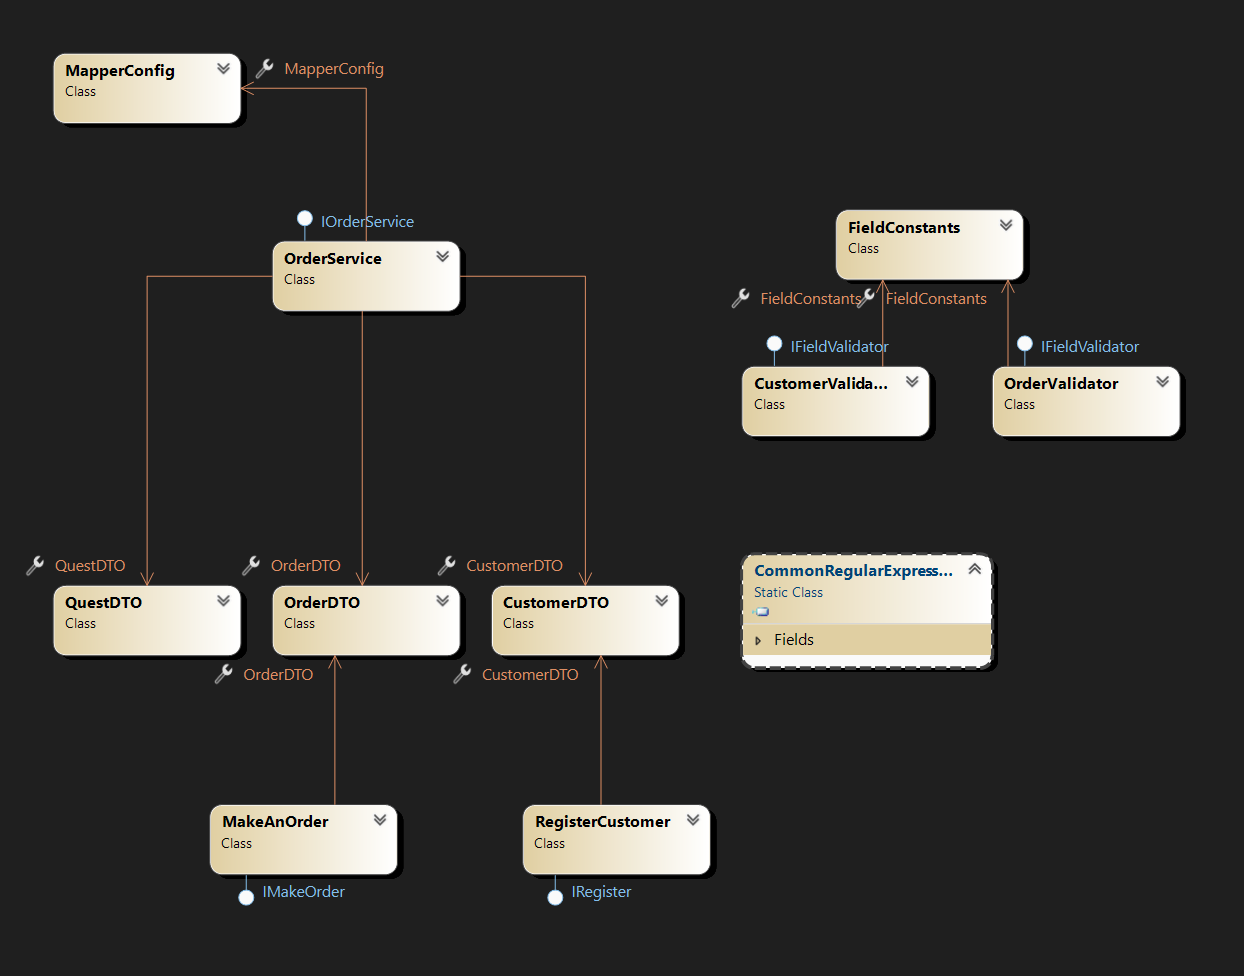 MapperConfig
Class
MapperConfig
IOrderService
OrderService
Class
FieldConstants
Class
FieldConstants
FieldConstants
IFieldValidator
IFieldValidator
CustomerValida...
Class
OrderValidator
Class
QuestDTO
OrderDTO
CustomerDTO
QuestDTO
Class
OrderDTO
Class
CustomerDTO
Class
CommonRegularExpress...
Static Class
Fields
OrderDTO
CustomerDTO
MakeAnOrder
Class
RegisterCustomer
Class
IMakeOrder
IRegister